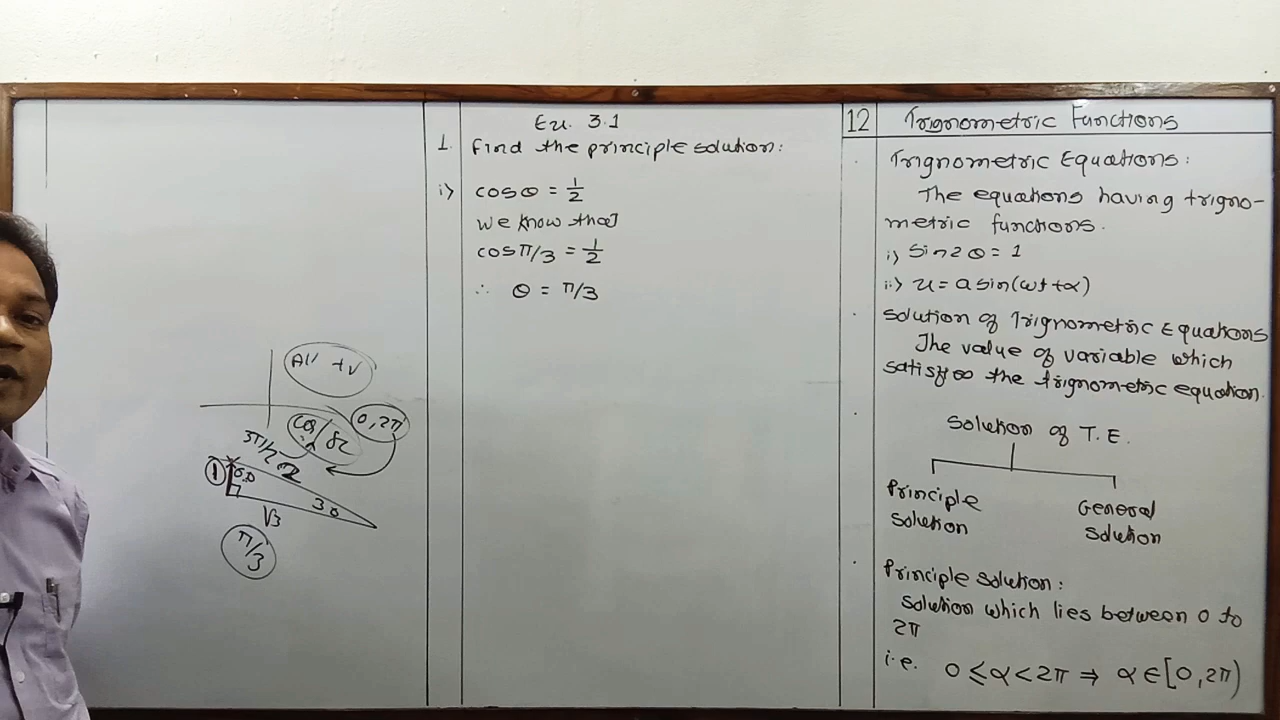 All +ve
0, 2π
cos/sec
3π/2
2
1
60
30
√3
π/3
Ex. 3.1
1. Find the principle solution:
i) cosθ = 1/2
We know that
cosπ/3 = 1/2
∴ θ = π/3
12 Trignometric Functions
Trignometric Equations:
The equations having trigno-
metric functions.
i) sin2θ = 1
ii) x = a sin(ωt + α)
Solution of Trignometric Equations
The value of variable which
satisfies the trignometric equation.
Solution of T.E.
Principle
Solution
General
Solution
Principle Solution:
Solution which lies between 0 to
2π
i.e. 0 ≤ α < 2π ⇒ α ∈ [0, 2π)